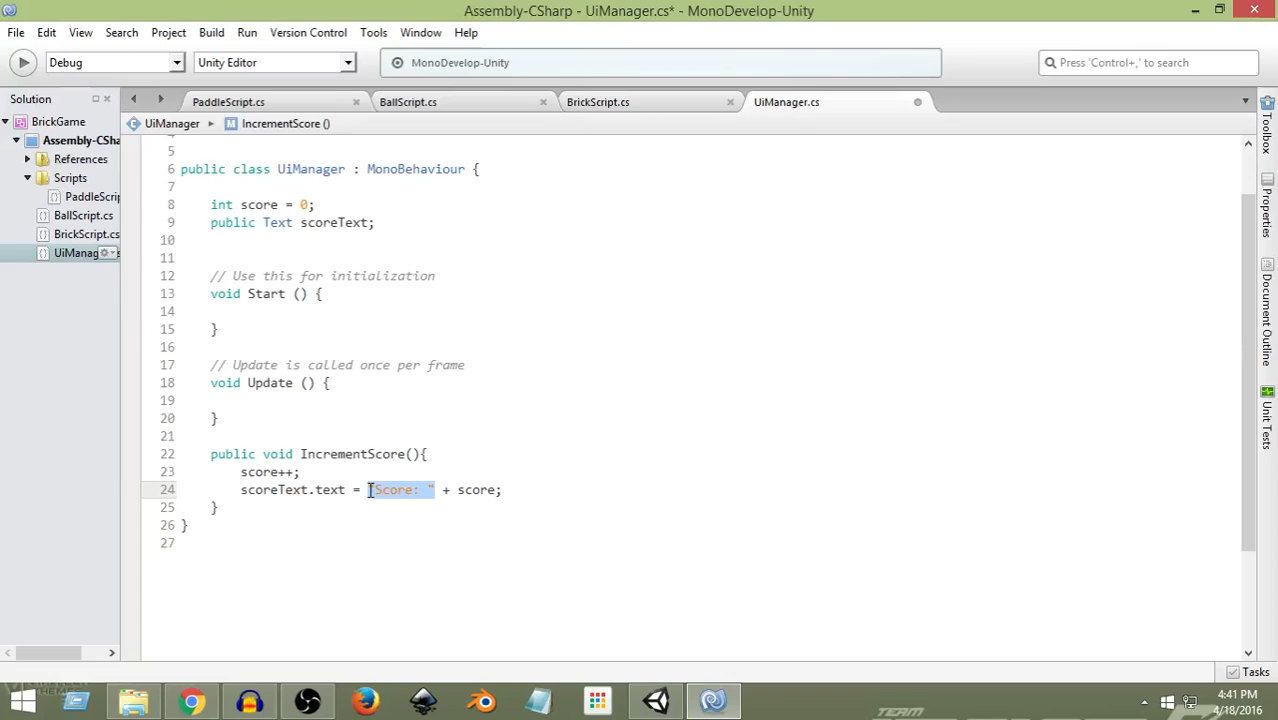 Assembly-CSharp - UiManager.cs* - MonoDevelop-Unity
File Edit View Search Project Build Run Version Control Tools Window Help
Debug Unity Editor MonoDevelop-Unity Press 'Control+,' to search
Solution PaddleScript.cs BallScript.cs BrickScript.cs UiManager.cs
BrickGame UiManager IncrementScore ()
Assembly-CShar
References
Scripts
PaddleScrip
BallScript.cs
BrickScript.cs
UiManag
5
6 public class UiManager : MonoBehaviour {
7
8 int score = 0;
9 public Text scoreText;
10
11
12 // Use this for initialization
13 void Start () {
14
15 }
16
17 // Update is called once per frame
18 void Update () {
19
20 }
21
22 public void IncrementScore(){
23 score++;
24 scoreText.text = "Score: " + score;
25 }
26 }
27
Toolbox
Properties
Document Outline
Unit Tests
Tasks
4:41 PM
4/18/2016
TEAM